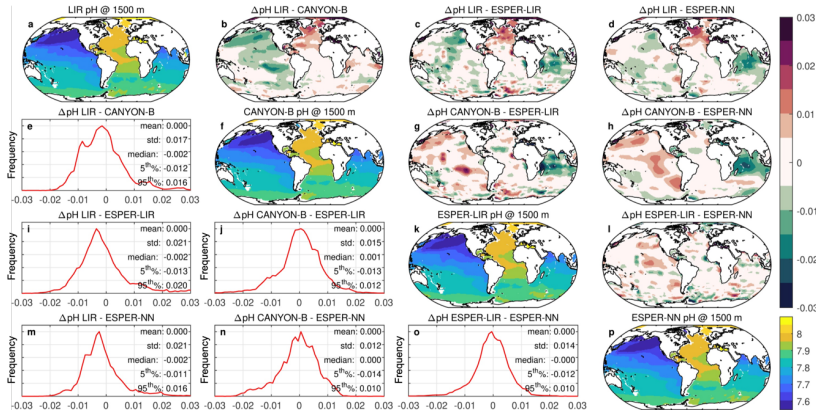 LIR pH @ 1500 m
ΔpH LIR - CANYON-B
ΔpH LIR - ESPER-LIR
ΔpH LIR - ESPER-NN
a
b
c
d
0.03
0.03
0.02
0.01
0
-0.01
-0.02
-0.03
-0.03
ΔpH LIR - CANYON-B
CANYON-B pH @ 1500 m
ΔpH CANYON-B - ESPER-LIR
ΔpH CANYON-B - ESPER-NN
e
f
g
h
Frequency
mean: 0.000
std: 0.017
median: -0.002
5th%: -0.012
95th%: 0.016
-0.03 -0.02 -0.01 0 0.01 0.02 0.03
ΔpH LIR - ESPER-LIR
ΔpH CANYON-B - ESPER-LIR
ESPER-LIR pH @ 1500 m
ΔpH ESPER-LIR - ESPER-NN
i
j
k
l
Frequency
mean: 0.000
std: 0.021
median: -0.002
5th%: -0.013
95th%: 0.020
-0.03 -0.02 -0.01 0 0.01 0.02 0.03
Frequency
mean: 0.000
std: 0.015
median: 0.001
5th%: -0.013
95th%: 0.012
-0.03 -0.02 -0.01 0 0.01 0.02 0.03
ΔpH LIR - ESPER-NN
ΔpH CANYON-B - ESPER-NN
ΔpH ESPER-LIR - ESPER-NN
ESPER-NN pH @ 1500 m
m
n
o
p
Frequency
mean: 0.000
std: 0.021
median: -0.002
5th%: -0.011
95th%: 0.016
-0.03 -0.02 -0.01 0 0.01 0.02 0.03
Frequency
mean: 0.000
std: 0.012
median: 0.000
5th%: -0.014
95th%: 0.010
-0.03 -0.02 -0.01 0 0.01 0.02 0.03
Frequency
mean: 0.000
std: 0.014
median: -0.000
5th%: -0.012
95th%: 0.010
-0.03 -0.02 -0.01 0 0.01 0.02 0.03
8
7.9
7.8
7.7
7.6